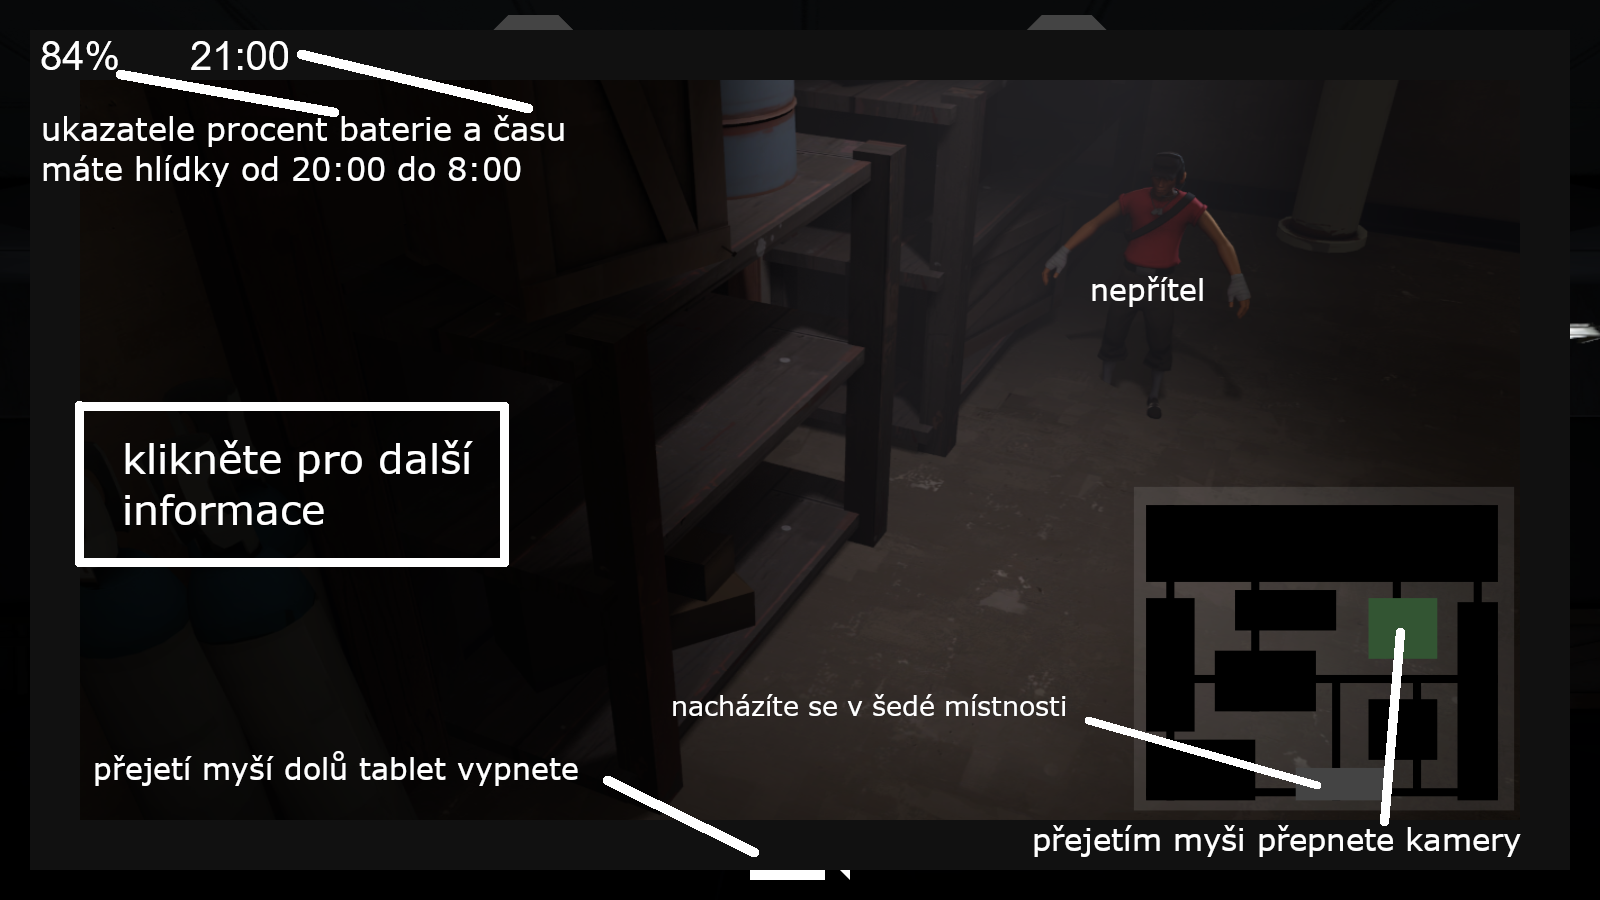 84% 21:00
ukazatele procent baterie a času
máte hlídky od 20:00 do 8:00
nepřítel
klikněte pro další
informace
nacházíte se v šedé místnosti
přejetí myší dolů tablet vypnete
přejetím myši přepnete kamery